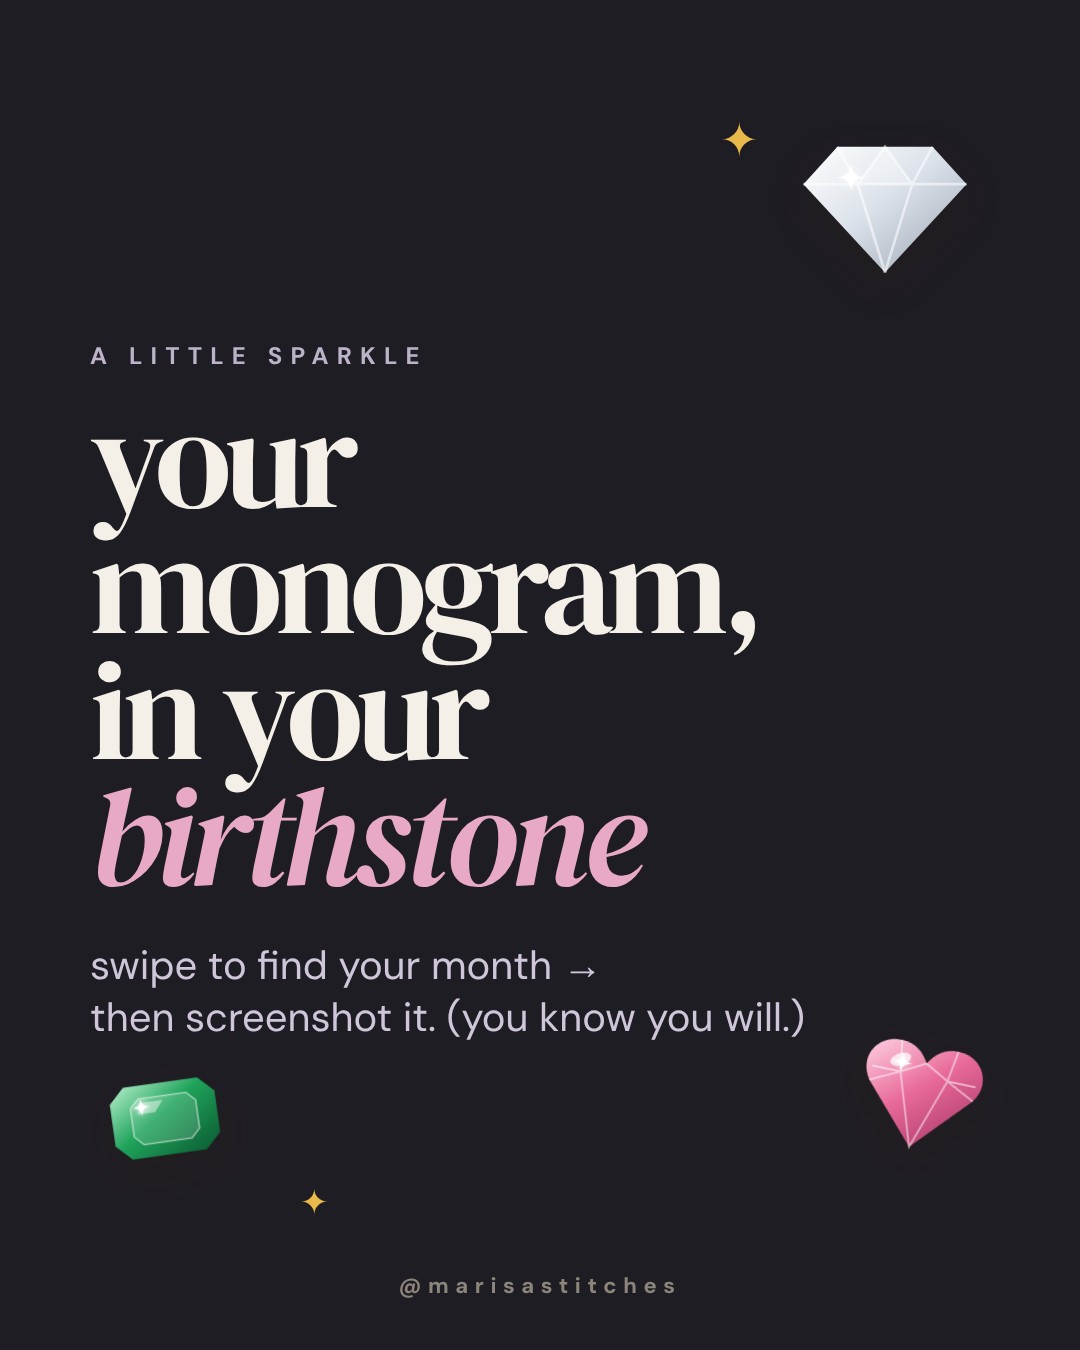 A LITTLE SPARKLE
your
monogram,
in your
birthstone
swipe to find your month →
then screenshot it. (you know you will.)
@marisastitches